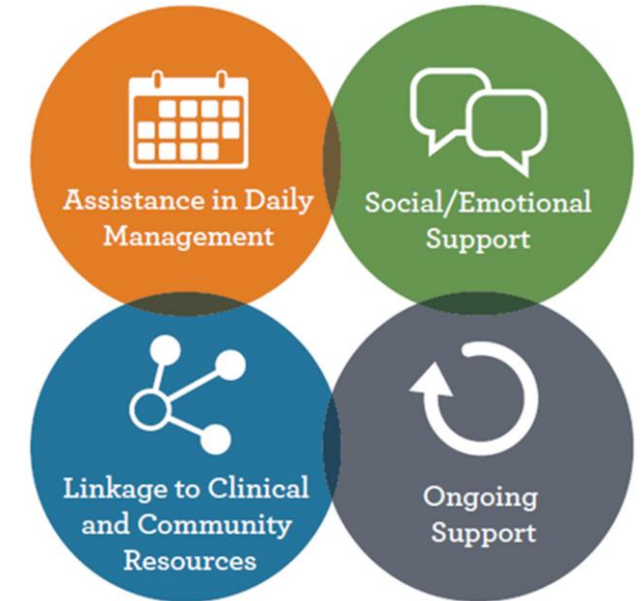 Assistance in Daily
Management
Social/Emotional
Support
Linkage to Clinical
and Community
Resources
Ongoing
Support